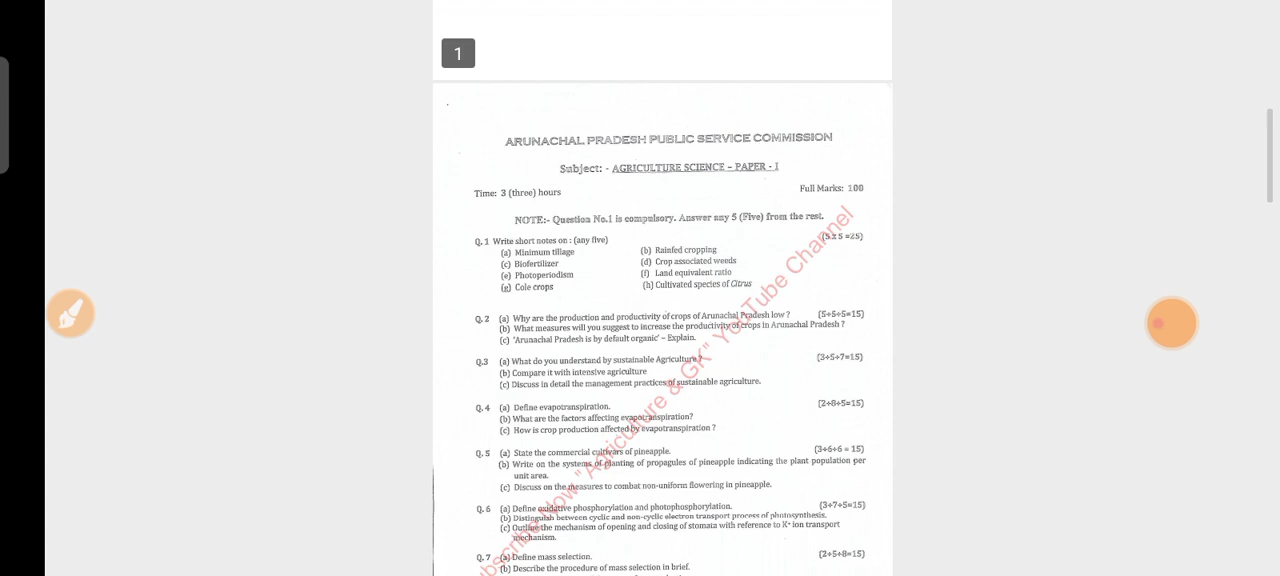 1
ARUNACHAL PRADESH PUBLIC SERVICE COMMISSION
Subject: - AGRICULTURE SCIENCE – PAPER - I
Time: 3 (three) hours Full Marks: 100
NOTE:- Question No.1 is compulsory. Answer any 5 (Five) from the rest.
Q.1 Write short notes on : (any five) (5 x 5 =25)
(a) Minimum tillage (b) Rainfed cropping
(c) Biofertilizer (d) Crop associated weeds
(e) Photoperiodism (f) Land equivalent ratio
(g) Cole crops (h) Cultivated species of Citrus
Q.2 (a) Why are the production and productivity of crops of Arunachal Pradesh low ? (5+5+5=15)
(b) What measures will you suggest to increase the productivity of crops in Arunachal Pradesh ?
(c) 'Arunachal Pradesh is by default organic' – Explain.
Q.3 (a) What do you understand by sustainable Agriculture ? (3+5+7=15)
(b) Compare it with intensive agriculture
(c) Discuss in detail the management practices of sustainable agriculture.
Q.4 (a) Define evapotranspiration. (2+8+5=15)
(b) What are the factors affecting evapotranspiration?
(c) How is crop production affected by evapotranspiration ?
Q.5 (a) State the commercial cultivars of pineapple. (3+6+6 = 15)
(b) Write on the systems of planting of propagules of pineapple indicating the plant population per
unit area.
(c) Discuss on the measures to combat non-uniform flowering in pineapple.
Q.6 (a) Define oxidative phosphorylation and photophosphorylation. (3+7+5=15)
(b) Distinguish between cyclic and non-cyclic electron transport process of photosynthesis.
(c) Outline the mechanism of opening and closing of stomata with reference to K+ ion transport
mechanism.
Q.7 (a) Define mass selection. (2+5+8=15)
(b) Describe the procedure of mass selection in brief.
ubscribe Now "Agriculture & GK" YouTube Channel